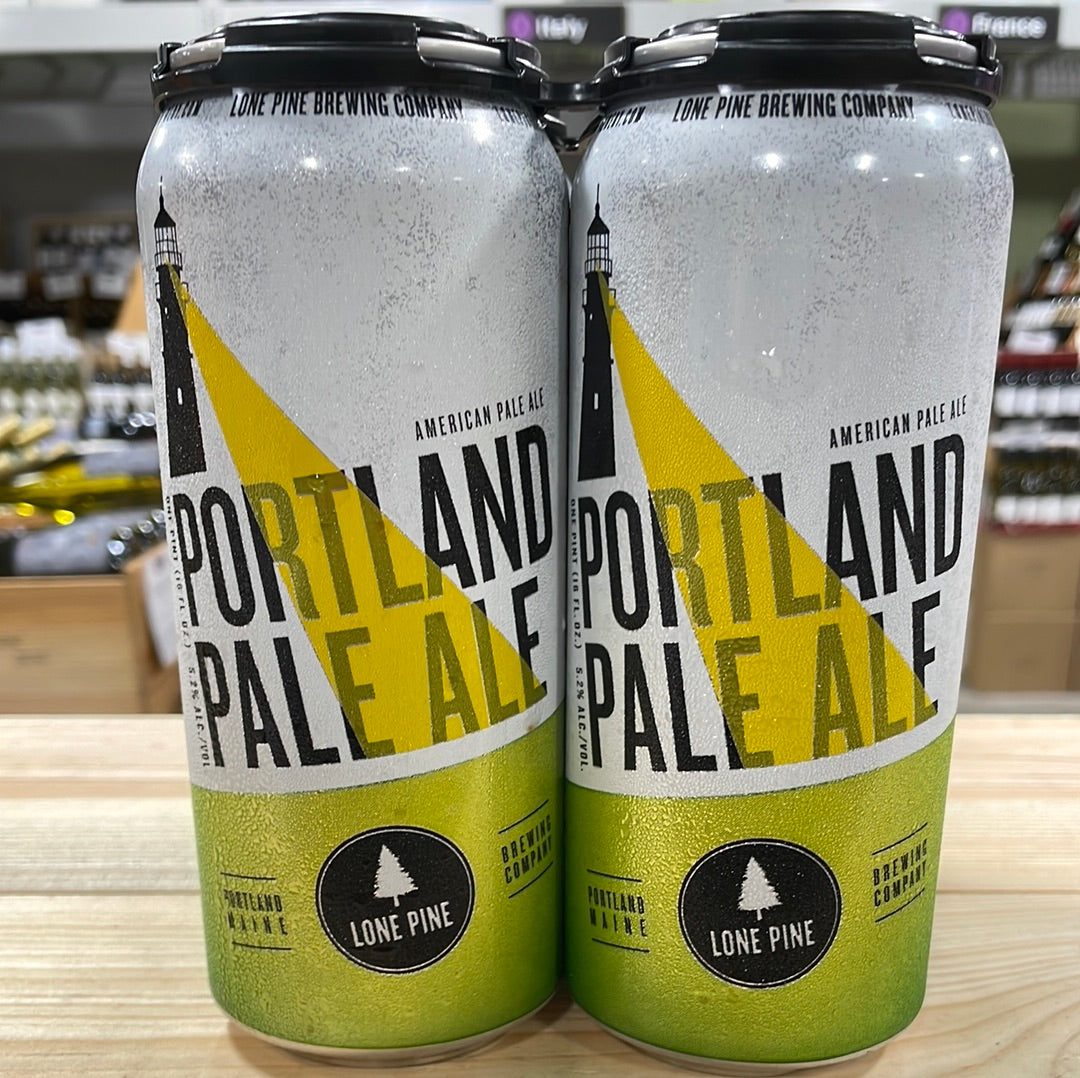 Italy
France
LONE PINE BREWING COMPANY
AMERICAN PALE ALE
PORTLAND
PALE ALE
ONE PINT (16 FL. OZ.) 5.2% ALC./VOL.
PORTLAND
MAINE
LONE PINE
BREWING
COMPANY
LONE PINE BREWING COMPANY
AMERICAN PALE ALE
PORTLAND
PALE ALE
ONE PINT (16 FL. OZ.) 5.2% ALC./VOL.
PORTLAND
MAINE
LONE PINE
BREWING
COMPANY